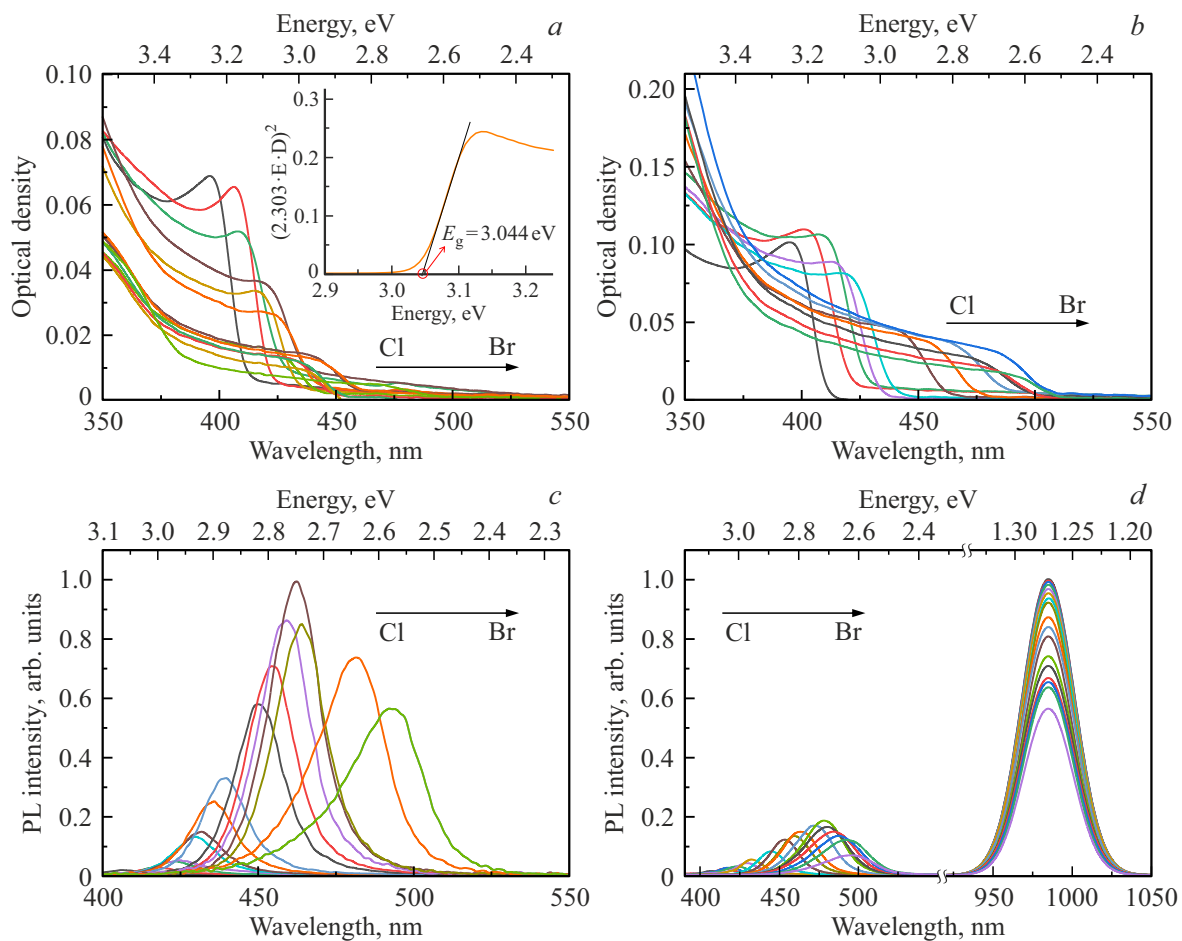 Energy, eV
a
3.4 3.2 3.0 2.8 2.6 2.4
0.10
0.08
0.06
0.04
0.02
0
Optical density
350 400 450 500 550
Wavelength, nm
Cl Br
0.3
0.2
0.1
0
(2.303·E·D)²
E_g = 3.044 eV
2.9 3.0 3.1 3.2
Energy, eV
Energy, eV
b
3.4 3.2 3.0 2.8 2.6 2.4
0.20
0.15
0.10
0.05
0
Optical density
Cl Br
350 400 450 500 550
Wavelength, nm
Energy, eV
c
3.1 3.0 2.9 2.8 2.7 2.6 2.5 2.4 2.3
1.0
0.8
0.6
0.4
0.2
0
PL intensity, arb. units
Cl Br
400 450 500 550
Wavelength, nm
Energy, eV
d
3.0 2.8 2.6 2.4 1.30 1.25 1.20
1.0
0.8
0.6
0.4
0.2
0
PL intensity, arb. units
Cl Br
390 450 500 950 1000 1050
Wavelength, nm